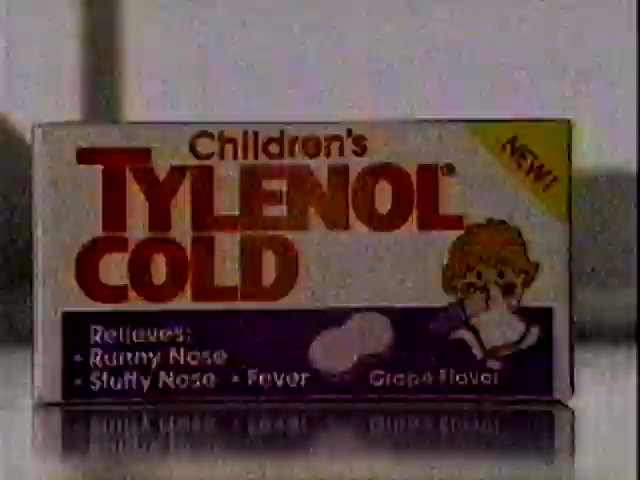 Children's
TYLENOL®
COLD
NEW!
Relieves:
• Runny Nose
• Stuffy Nose • Fever
Grape Flavor